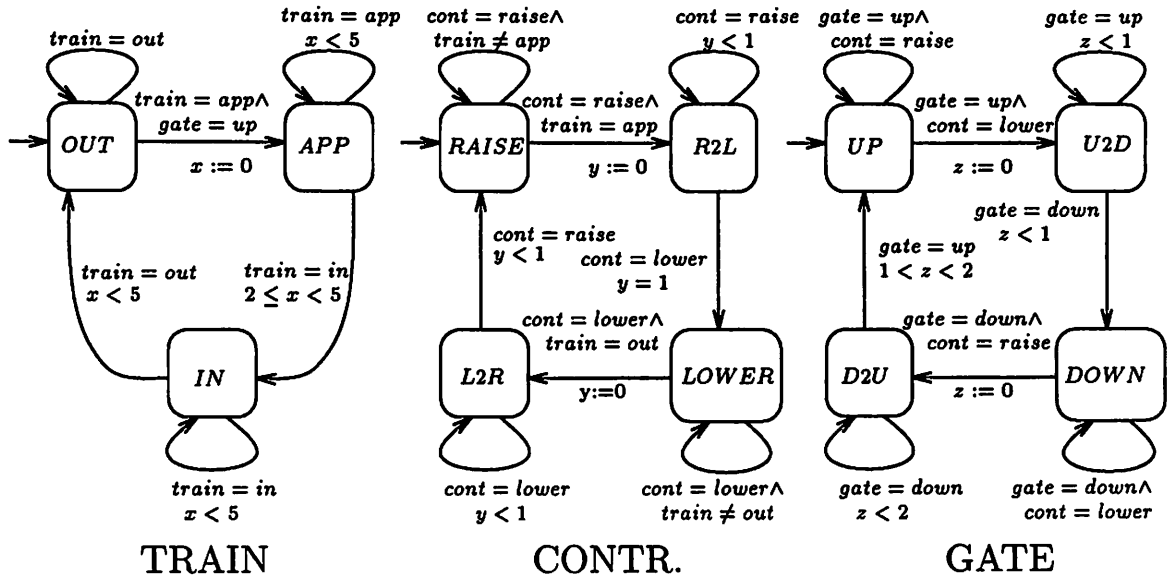 train = out
train = app
x < 5
train = app∧
gate = up
x := 0
OUT
APP
train = out
x < 5
train = in
2 ≤ x < 5
IN
train = in
x < 5
TRAIN
cont = raise∧
train ≠ app
cont = raise
y < 1
cont = raise∧
train = app
y := 0
RAISE
R2L
cont = raise
y < 1
cont = lower
y = 1
cont = lower∧
train = out
y:=0
L2R
LOWER
cont = lower
y < 1
cont = lower∧
train ≠ out
CONTR.
gate = up∧
cont = raise
gate = up
z < 1
gate = up∧
cont = lower
z := 0
UP
U2D
gate = up
1 < z < 2
gate = down
z < 1
gate = down∧
cont = raise
z := 0
D2U
DOWN
gate = down
z < 2
gate = down∧
cont = lower
GATE